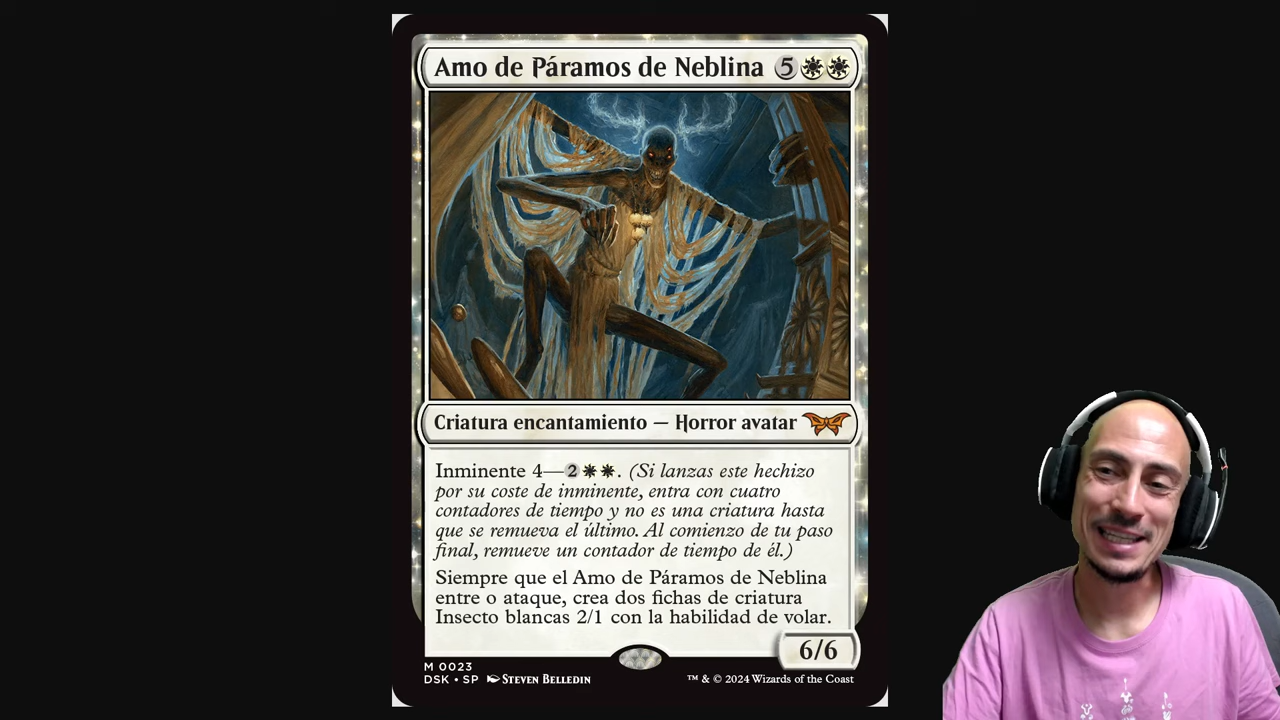 Amo de Páramos de Neblina 5
Criatura encantamiento — Horror avatar
Inminente 4—2. (Si lanzas este hechizo
por su coste de inminente, entra con cuatro
contadores de tiempo y no es una criatura hasta
que se remueva el último. Al comienzo de tu paso
final, remueve un contador de tiempo de él.)
Siempre que el Amo de Páramos de Neblina
entre o ataque, crea dos fichas de criatura
Insecto blancas 2/1 con la habilidad de volar.
6/6
M 0023
DSK • SP Steven Belledin
™ & © 2024 Wizards of the Coast